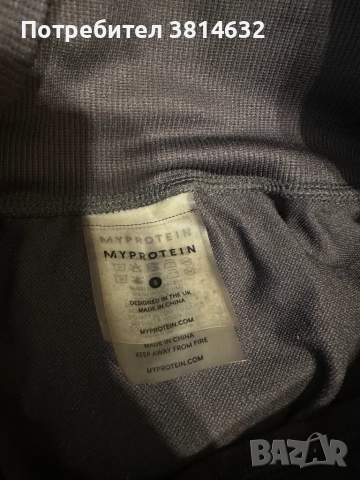 Потребител 3814632
MYPROTEIN
MYPROTEIN
S
DESIGNED IN THE UK
MADE IN CHINA
MYPROTEIN.COM
MADE IN CHINA
KEEP AWAY FROM FIRE
MYPROTEIN.COM
BAZAR